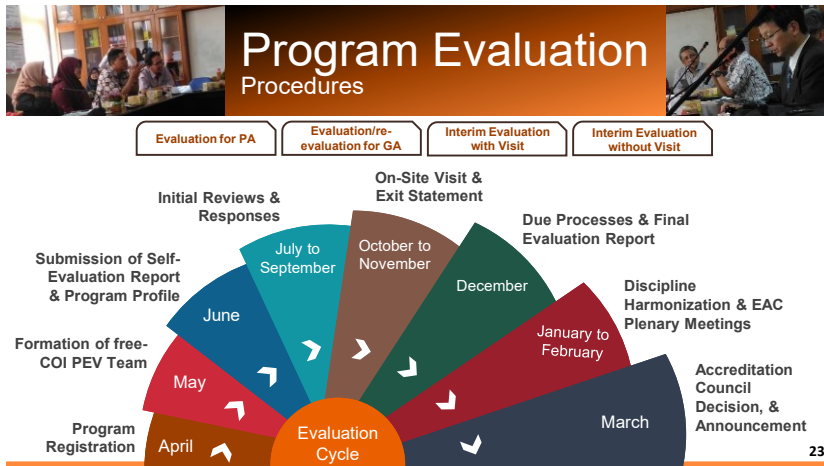 Program Evaluation
Procedures
Evaluation for PA
Evaluation/re-
evaluation for GA
Interim Evaluation
with Visit
Interim Evaluation
without Visit
Program
Registration
April
Formation of free-
COI PEV Team
May
Submission of Self-
Evaluation Report
& Program Profile
June
Initial Reviews &
Responses
July to
September
On-Site Visit &
Exit Statement
October to
November
Due Processes & Final
Evaluation Report
December
Discipline
Harmonization & EAC
Plenary Meetings
January to
February
Accreditation
Council
Decision, &
Announcement
March
Evaluation
Cycle
23